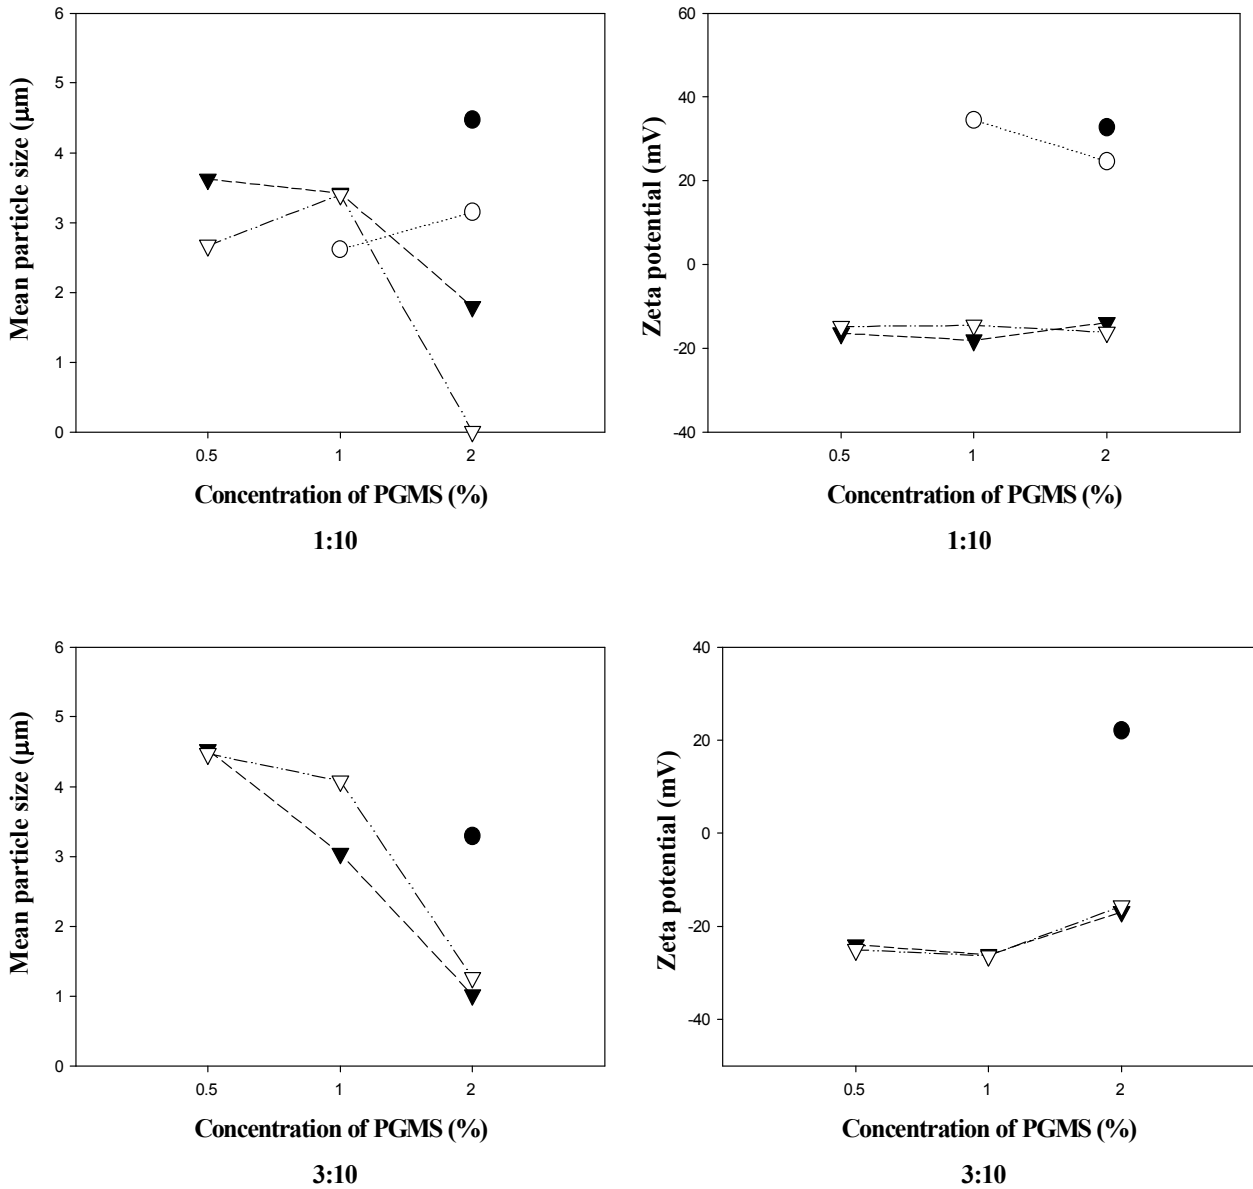 6
5
4
3
2
1
0
Mean particle size (μm)
0.5 1 2
Concentration of PGMS (%)
1:10
60
40
20
0
-20
-40
Zeta potential (mV)
0.5 1 2
Concentration of PGMS (%)
1:10
6
5
4
3
2
1
0
Mean particle size (μm)
0.5 1 2
Concentration of PGMS (%)
3:10
40
20
0
-20
-40
Zeta potential (mV)
0.5 1 2
Concentration of PGMS (%)
3:10